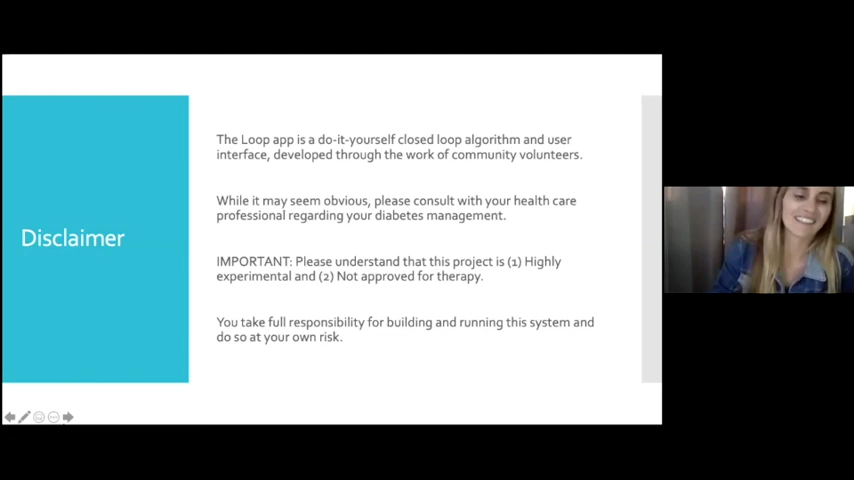 Disclaimer
The Loop app is a do-it-yourself closed loop algorithm and user
interface, developed through the work of community volunteers.
While it may seem obvious, please consult with your health care
professional regarding your diabetes management.
IMPORTANT: Please understand that this project is (1) Highly
experimental and (2) Not approved for therapy.
You take full responsibility for building and running this system and
do so at your own risk.